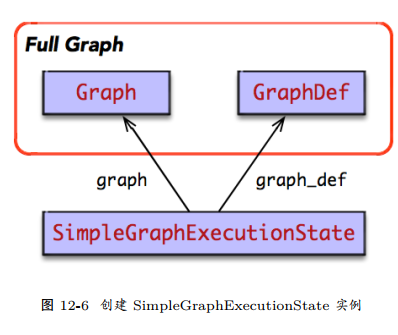 Full Graph
Graph GraphDef
graph graph_def
SimpleGraphExecutionState
图 12-6 创建 SimpleGraphExecutionState 实例